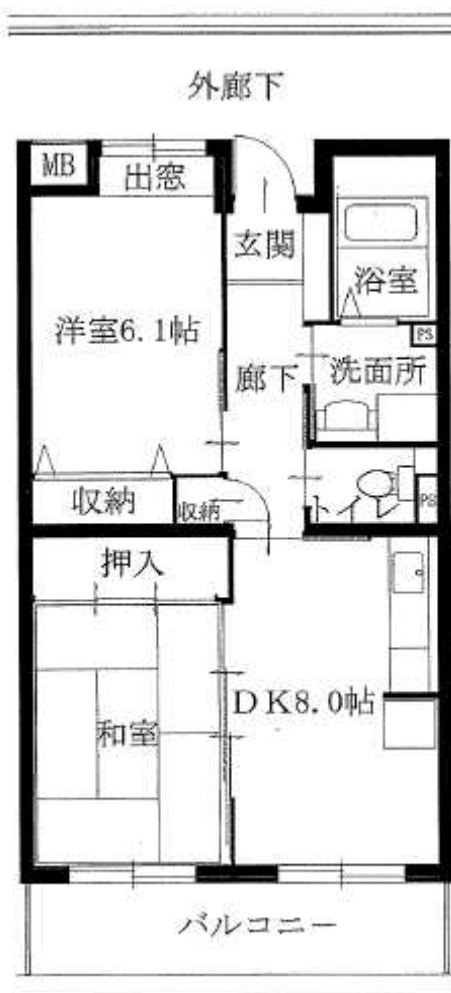 外廊下
MB
出窓
玄関
浴室
洋室6.1帖
PS
廊下
洗面所
収納
収納
トイレ
PS
押入
和室
DK8.0帖
バルコニー